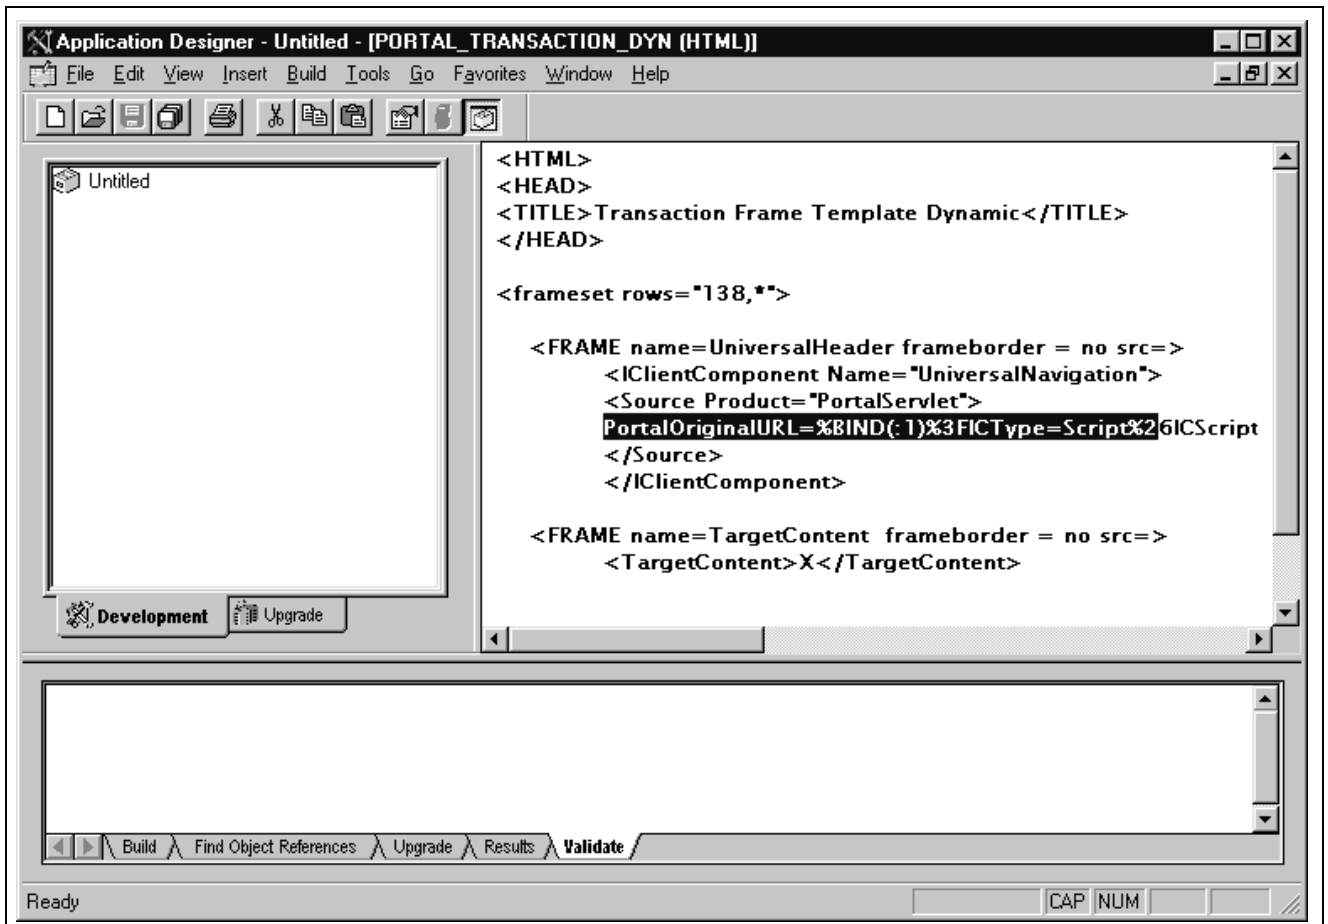 Application Designer - Untitled - [PORTAL_TRANSACTION_DYN (HTML)]
File Edit View Insert Build Tools Go Favorites Window Help
Untitled
Development Upgrade
<HTML>
<HEAD>
<TITLE>Transaction Frame Template Dynamic</TITLE>
</HEAD>
<frameset rows="138,*">
<FRAME name=UniversalHeader frameborder = no src=>
<IClientComponent Name="UniversalNavigation">
<Source Product="PortalServlet">
PortalOriginalURL=%BIND(:1)%3FICType=Script%26ICScript
</Source>
</IClientComponent>
<FRAME name=TargetContent  frameborder = no src=>
<TargetContent>X</TargetContent>
Build Find Object References Upgrade Results Validate
Ready CAP NUM